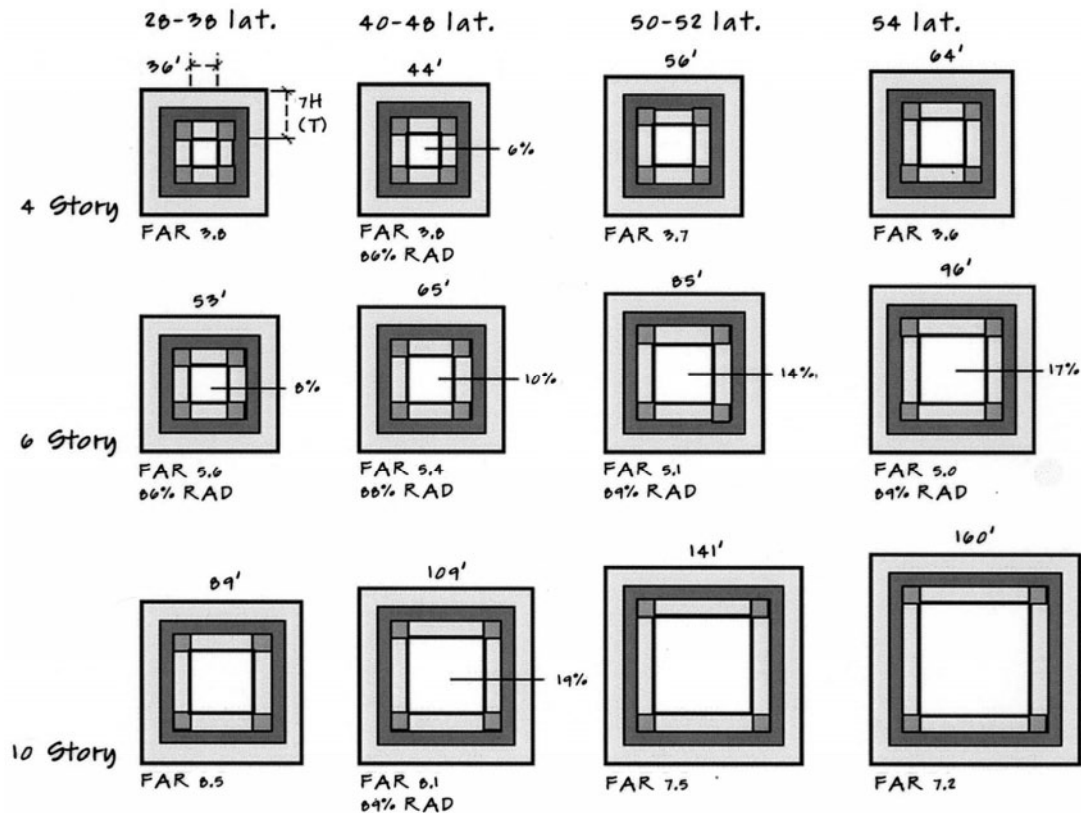 28-38 lat.
40-48 lat.
50-52 lat.
54 lat.
36'
44'
56'
64'
7H
(T)
6%
4 Story
FAR 3.8
FAR 3.8
86% RAD
FAR 3.7
FAR 3.6
53'
65'
85'
96'
8%
10%
14%
17%
6 Story
FAR 5.6
86% RAD
FAR 5.4
88% RAD
FAR 5.1
89% RAD
FAR 5.0
89% RAD
89'
109'
141'
160'
19%
10 Story
FAR 8.5
FAR 8.1
89% RAD
FAR 7.5
FAR 7.2